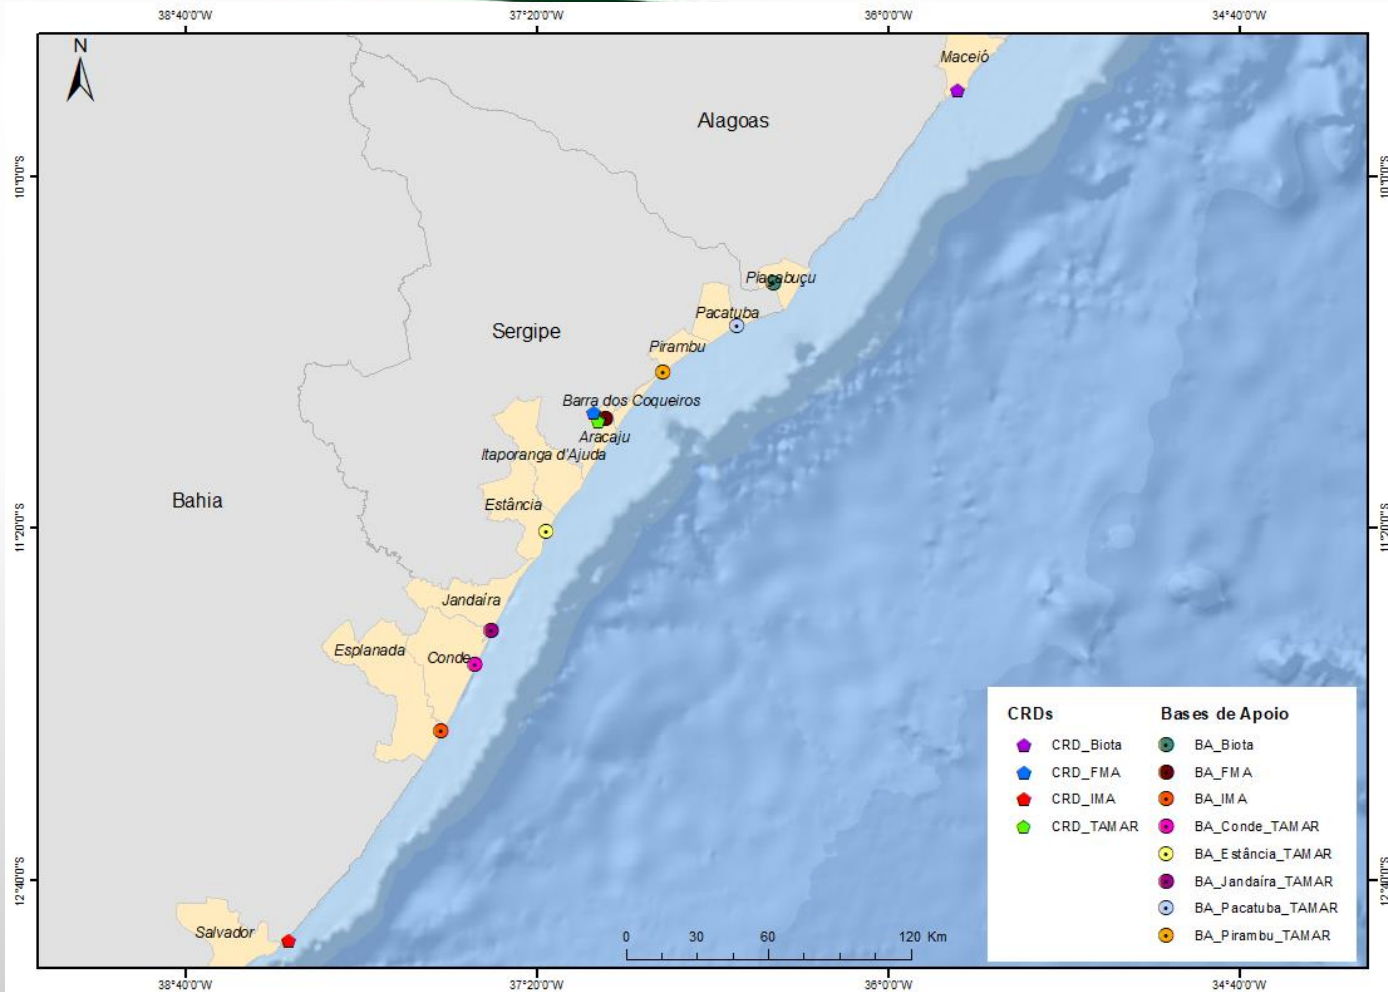 38°40'0"W 37°20'0"W 36°0'0"W 34°40'0"W
N
Maceió
Alagoas
10°0'0"S 10°0'0"S
Piaçabuçu
Pacatuba
Sergipe
Pirambu
Barra dos Coqueiros
Aracaju
Itaporanga d'Ajuda
Bahia
Estância
11°20'0"S 11°20'0"S
Jandaíra
Esplanada
Conde
CRDs
CRD_Biota
CRD_FMA
CRD_IMA
CRD_TAMAR
Bases de Apoio
BA_Biota
BA_FMA
BA_IMA
BA_Conde_TAMAR
BA_Estância_TAMAR
BA_Jandaíra_TAMAR
BA_Pacatuba_TAMAR
BA_Pirambu_TAMAR
12°40'0"S 12°40'0"S
Salvador
0 30 60 120 Km
38°40'0"W 37°20'0"W 36°0'0"W 34°40'0"W